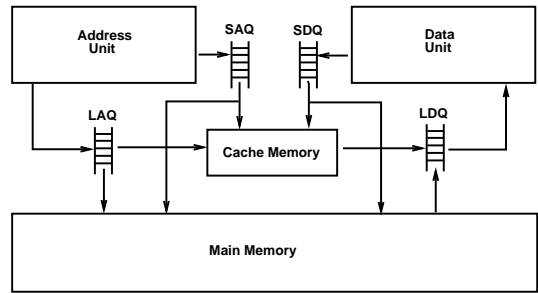 Address
Unit
SAQ
SDQ
Data
Unit
LAQ
LDQ
Cache Memory
Main Memory